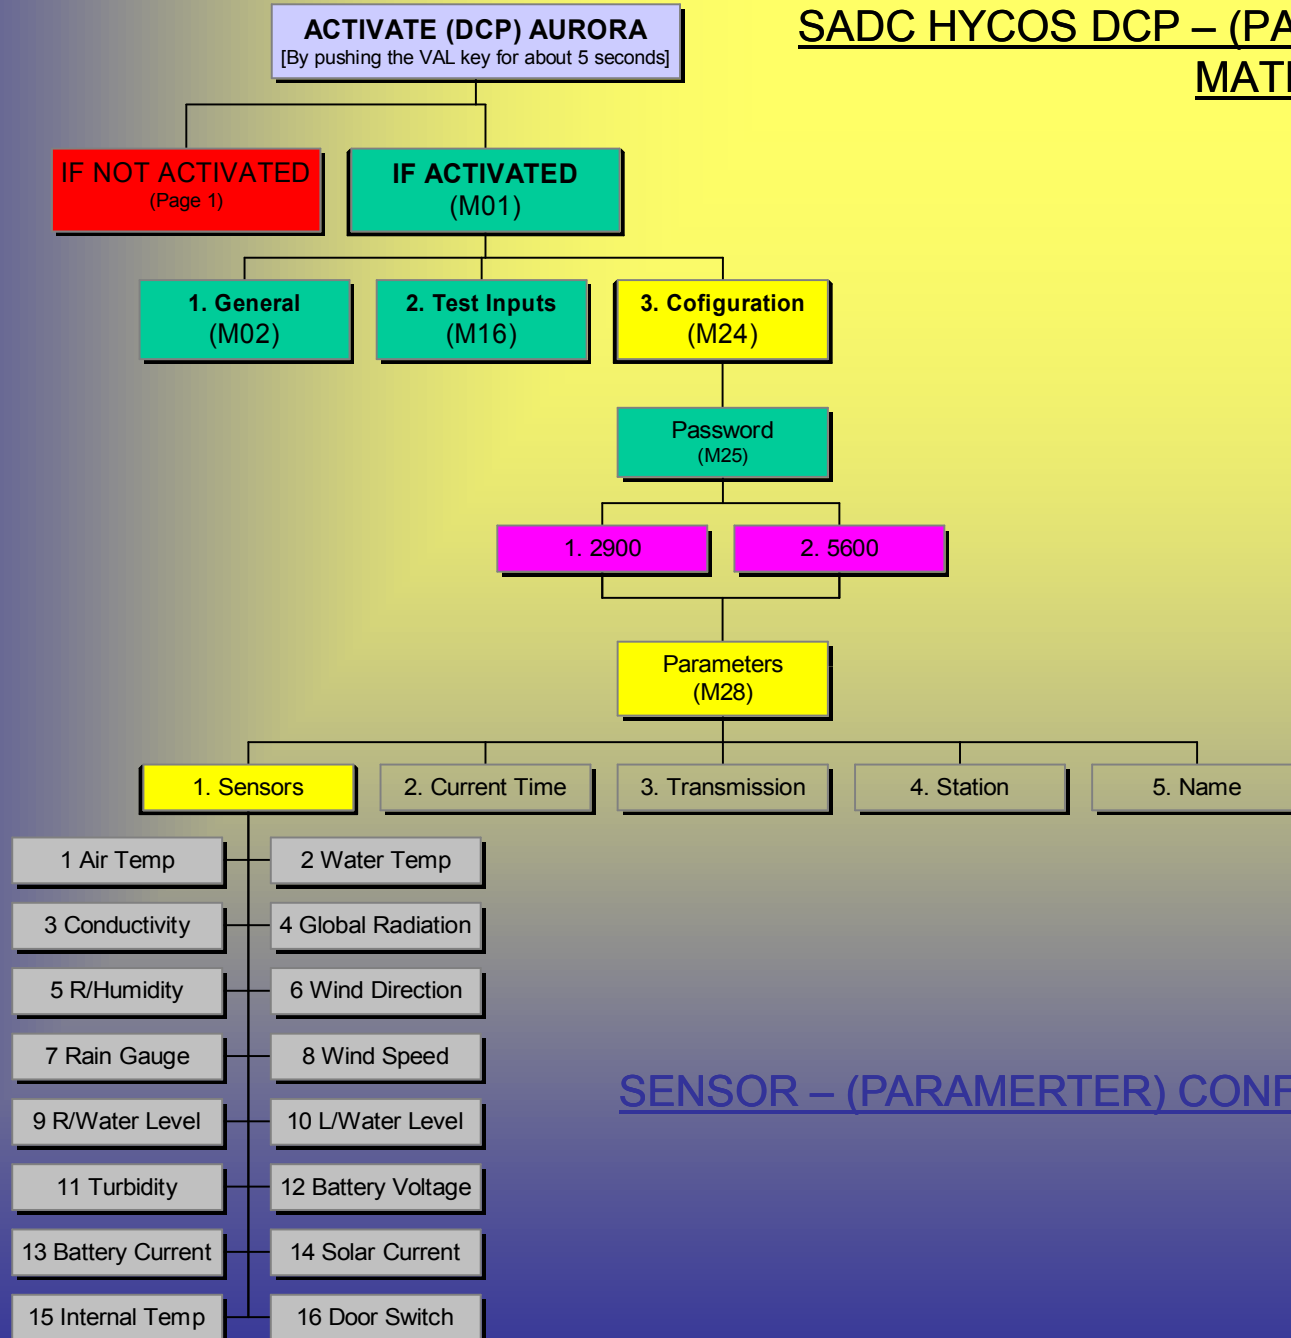 ACTIVATE (DCP) AURORA
[By pushing the VAL key for about 5 seconds]
SADC HYCOS DCP – (PA
MATI
IF NOT ACTIVATED
(Page 1)
IF ACTIVATED
(M01)
1. General
(M02)
2. Test Inputs
(M16)
3. Cofiguration
(M24)
Password
(M25)
1. 2900
2. 5600
Parameters
(M28)
1. Sensors
2. Current Time
3. Transmission
4. Station
5. Name
1 Air Temp
2 Water Temp
3 Conductivity
4 Global Radiation
5 R/Humidity
6 Wind Direction
7 Rain Gauge
8 Wind Speed
9 R/Water Level
10 L/Water Level
SENSOR – (PARAMERTER) CONF
11 Turbidity
12 Battery Voltage
13 Battery Current
14 Solar Current
15 Internal Temp
16 Door Switch